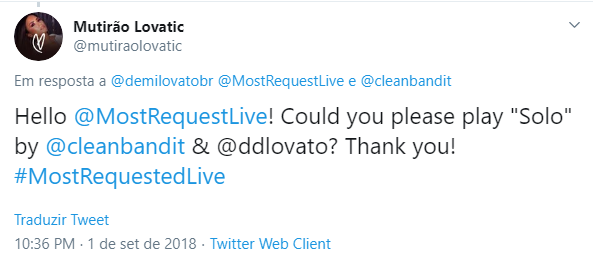 Mutirão Lovatic
@mutiraolovatic
Em resposta a @demilovatobr @MostRequestLive e @cleanbandit
Hello @MostRequestLive! Could you please play "Solo"
by @cleanbandit & @ddlovato? Thank you!
#MostRequestedLive
Traduzir Tweet
10:36 PM · 1 de set de 2018 · Twitter Web Client